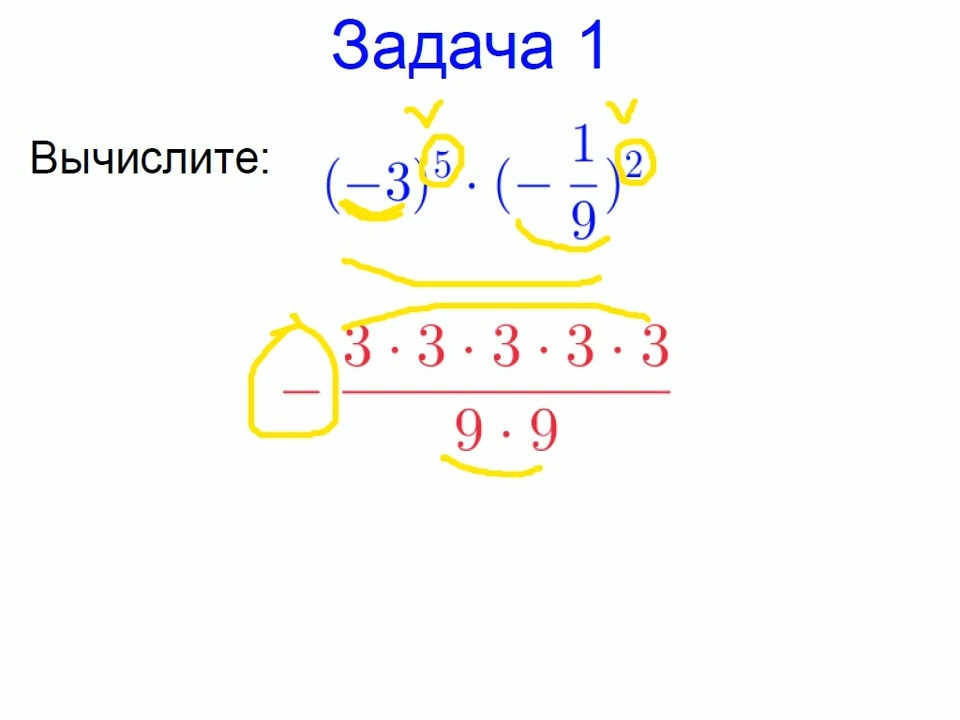 Задача 1
Вычислите: (−3)^5 · (− 1/9)^2
− (3 · 3 · 3 · 3 · 3)/(9 · 9)